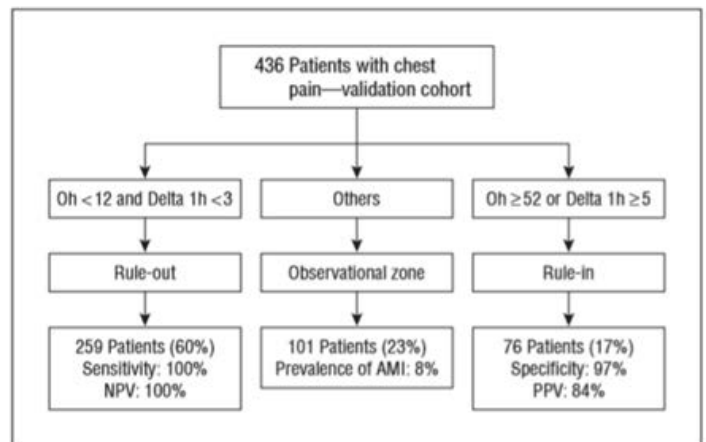 436 Patients with chest
pain—validation cohort
Oh <12 and Delta 1h <3
Others
Oh ≥52 or Delta 1h ≥5
Rule-out
Observational zone
Rule-in
259 Patients (60%)
Sensitivity: 100%
NPV: 100%
101 Patients (23%)
Prevalence of AMI: 8%
76 Patients (17%)
Specificity: 97%
PPV: 84%